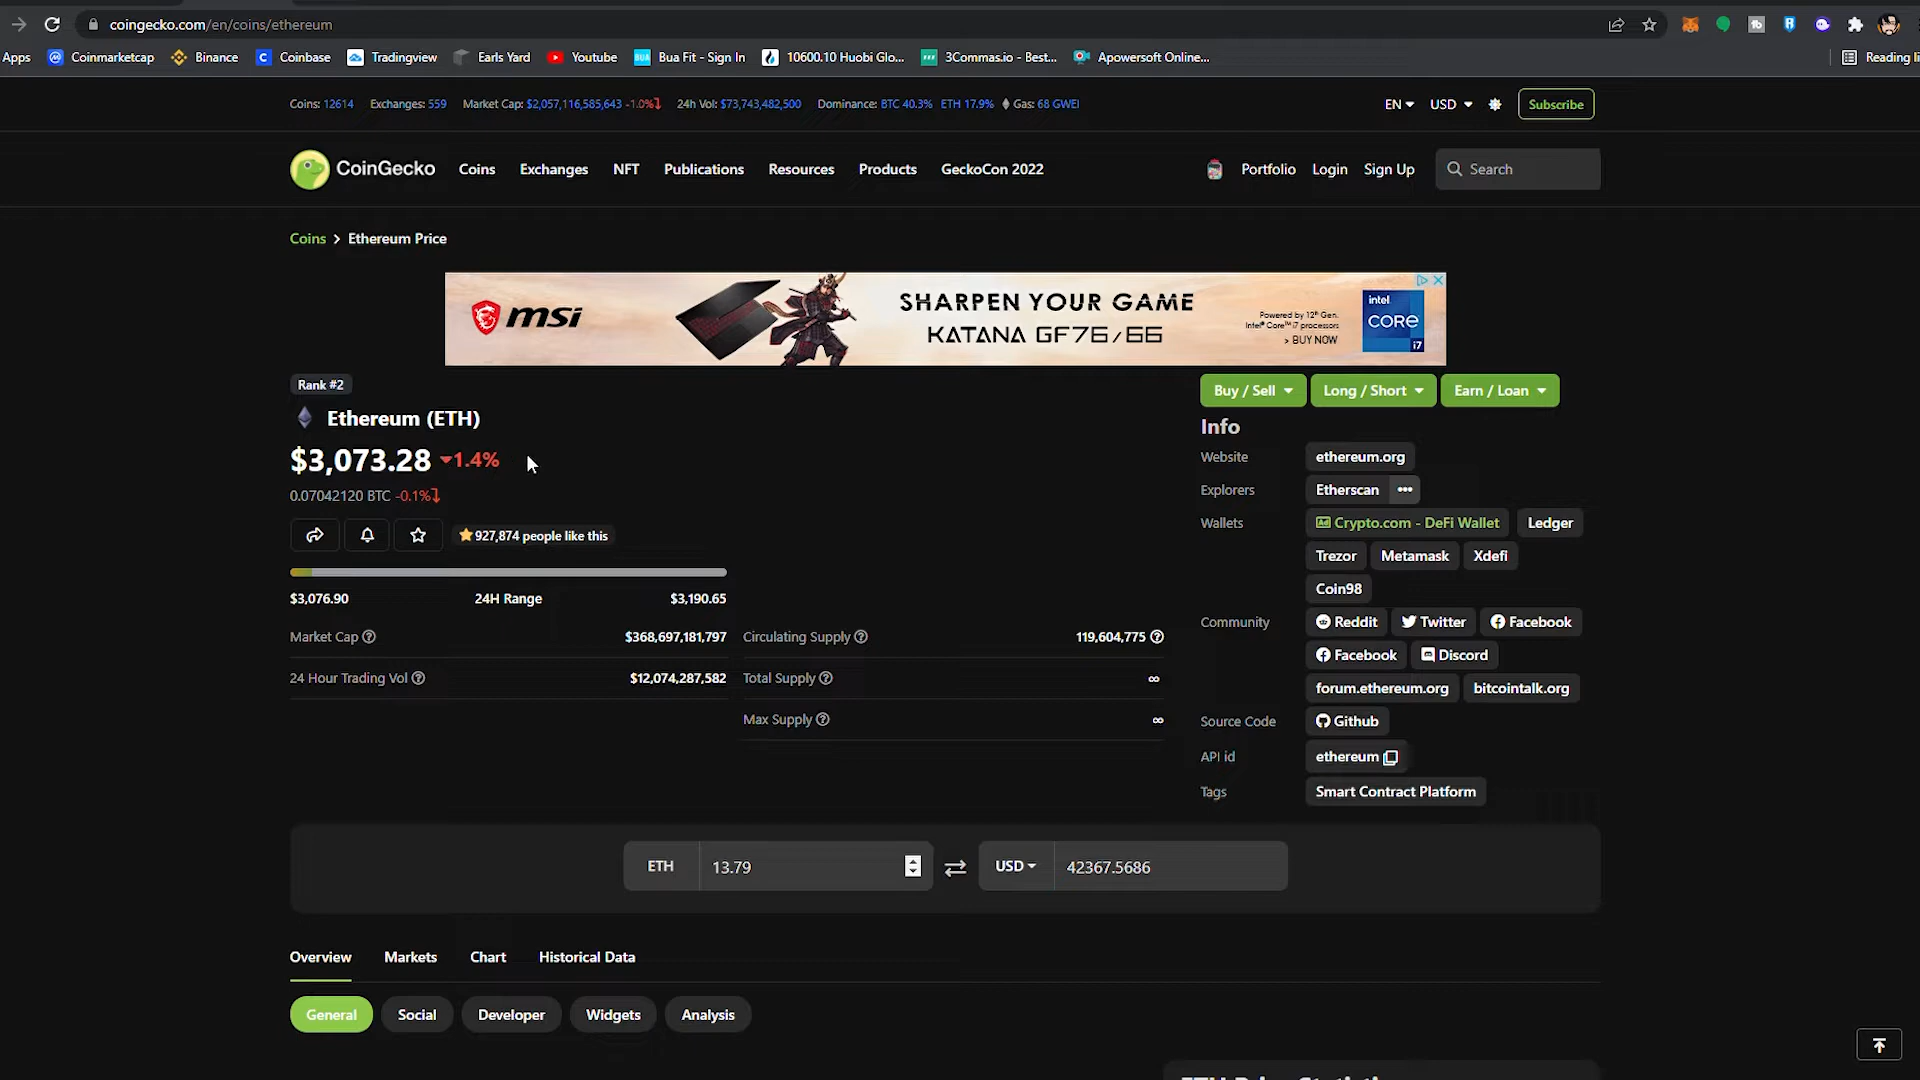 coingecko.com/en/coins/ethereum
Apps Coinmarketcap Binance Coinbase Tradingview Earls Yard Youtube Bua Fit - Sign In 10600.10 Huobi Glo... 3Commas.io - Best... Apowersoft Online... Reading li
Coins: 12614 Exchanges: 559 Market Cap: $2,057,116,585,643 -1.0% 24h Vol: $73,743,482,500 Dominance: BTC 40.3% ETH 17.9% Gas: 68 GWEI EN USD Subscribe
CoinGecko Coins Exchanges NFT Publications Resources Products GeckoCon 2022 Portfolio Login Sign Up Search
Coins > Ethereum Price
msi SHARPEN YOUR GAME
KATANA GF76/66
Powered by 12th Gen.
Intel® Core™ i7 processors
> BUY NOW
intel
CORE
i7
Rank #2
Ethereum (ETH)
$3,073.28 1.4%
0.07042120 BTC -0.1%
927,874 people like this
$3,076.90 24H Range $3,190.65
Market Cap $368,697,181,797
24 Hour Trading Vol $12,074,287,582
Circulating Supply 119,604,775
Total Supply ∞
Max Supply ∞
Buy / Sell Long / Short Earn / Loan
Info
Website ethereum.org
Explorers Etherscan •••
Wallets Ad Crypto.com - DeFi Wallet Ledger
Trezor Metamask Xdefi
Coin98
Community Reddit Twitter Facebook
Facebook Discord
forum.ethereum.org bitcointalk.org
Source Code Github
API id ethereum
Tags Smart Contract Platform
ETH 13.79 USD 42367.5686
Overview Markets Chart Historical Data
General Social Developer Widgets Analysis